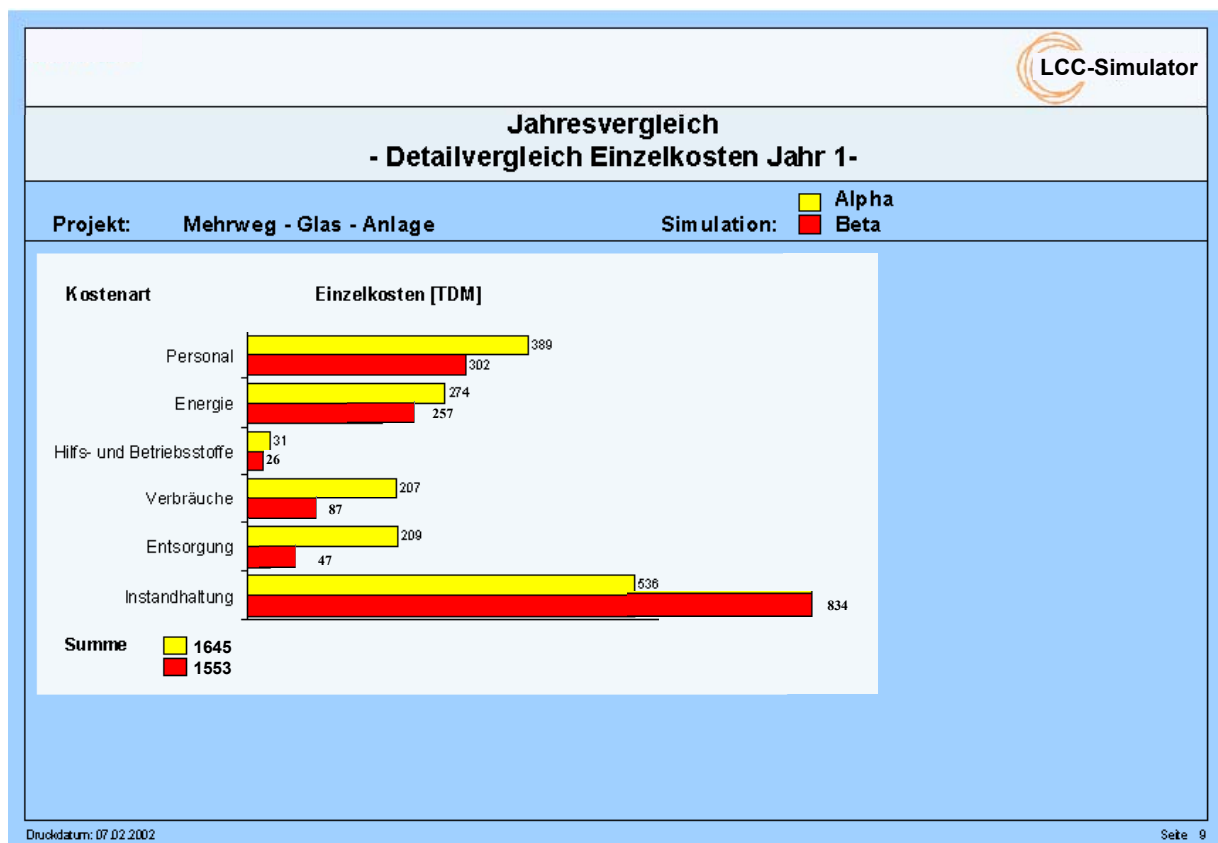 LCC-Simulator
Jahresvergleich
- Detailvergleich Einzelkosten Jahr 1-
Projekt: Mehrweg - Glas - Anlage Simulation: Alpha
Beta
Kostenart Einzelkosten [TDM]
Personal 389
302
Energie 274
257
Hilfs- und Betriebsstoffe 31
26
Verbräuche 207
87
Entsorgung 209
47
Instandhaltung 536
834
Summe 1645
1553
Druckdatum: 07.02.2002 Seite 9